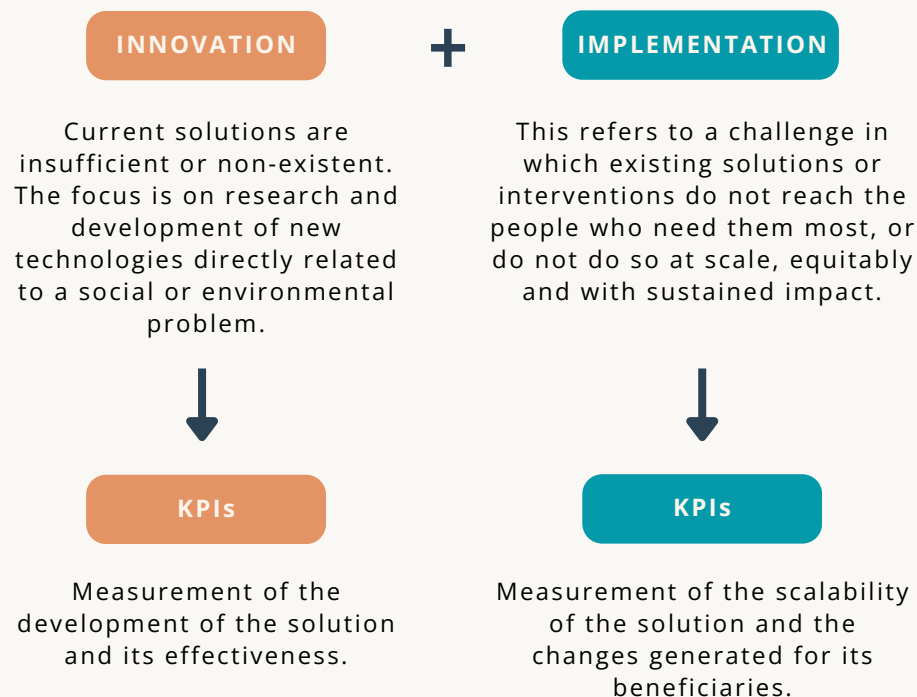 INNOVATION
+
IMPLEMENTATION
Current solutions are
insufficient or non-existent.
The focus is on research and
development of new
technologies directly related
to a social or environmental
problem.
This refers to a challenge in
which existing solutions or
interventions do not reach the
people who need them most, or
do not do so at scale, equitably
and with sustained impact.
KPIs
Measurement of the
development of the solution
and its effectiveness.
KPIs
Measurement of the scalability
of the solution and the
changes generated for its
beneficiaries.